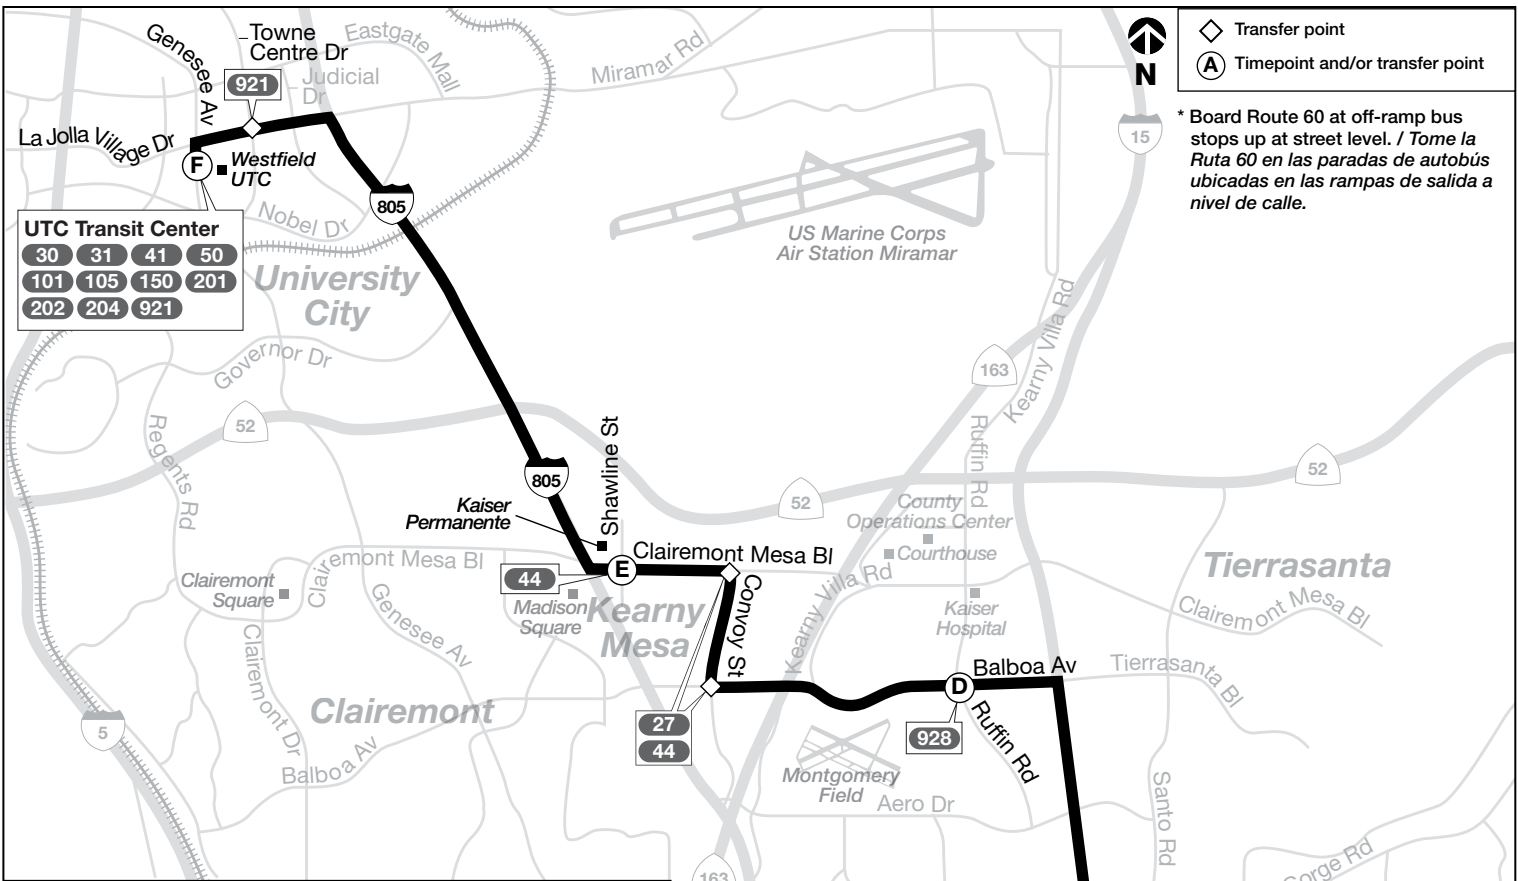 Transfer point
A
Timepoint and/or transfer point
N
* Board Route 60 at off-ramp bus
stops up at street level. / Tome la
Ruta 60 en las paradas de autobús
ubicadas en las rampas de salida a
nivel de calle.
Genesee Av
Towne
Centre Dr
Eastgate Mall
Judicial
Dr
Miramar Rd
921
La Jolla Village Dr
F
Westfield
UTC
15
805
Nobel Dr
UTC Transit Center
30 31 41 50
101 105 150 201
202 204 921
US Marine Corps
Air Station Miramar
University
City
Governor Dr
Kearny Villa Rd
163
52
Regents Rd
Shawline St
Ruffin Rd
805
52
52
Kaiser
Permanente
County
Operations Center
Courthouse
Clairemont Mesa Bl
Clairemont Mesa Bl
E
44
Clairemont
Square
Madison
Square
Kearny
Mesa
Convoy St
Kearny Villa Rd
Kaiser
Hospital
Tierrasanta
Clairemont Mesa Bl
Genesee Av
Clairemont Dr
Balboa Av
Tierrasanta Bl
D
Clairemont
27
44
928
Ruffin Rd
5
Balboa Av
Montgomery
Field
Aero Dr
Santo Rd
163
Gorge Rd